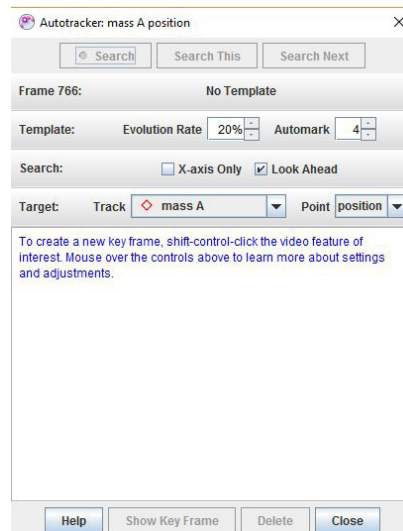 Autotracker: mass A position
Search Search This Search Next
Frame 766: No Template
Template: Evolution Rate 20% Automark 4
Search: X-axis Only Look Ahead
Target: Track mass A Point position
To create a new key frame, shift-control-click the video feature of
interest. Mouse over the controls above to learn more about settings
and adjustments.
Help Show Key Frame Delete Close